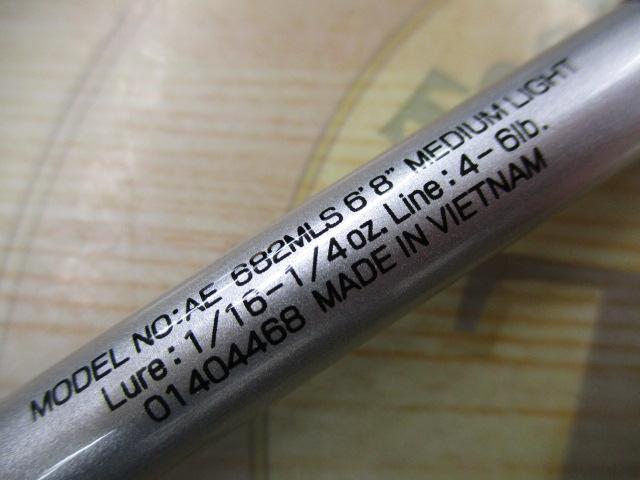 MODEL NO:AE 682MLS 6'8" MEDIUM LIGHT
Lure:1/16-1/4oz. Line:4-6lb.
01404468 MADE IN VIETNAM